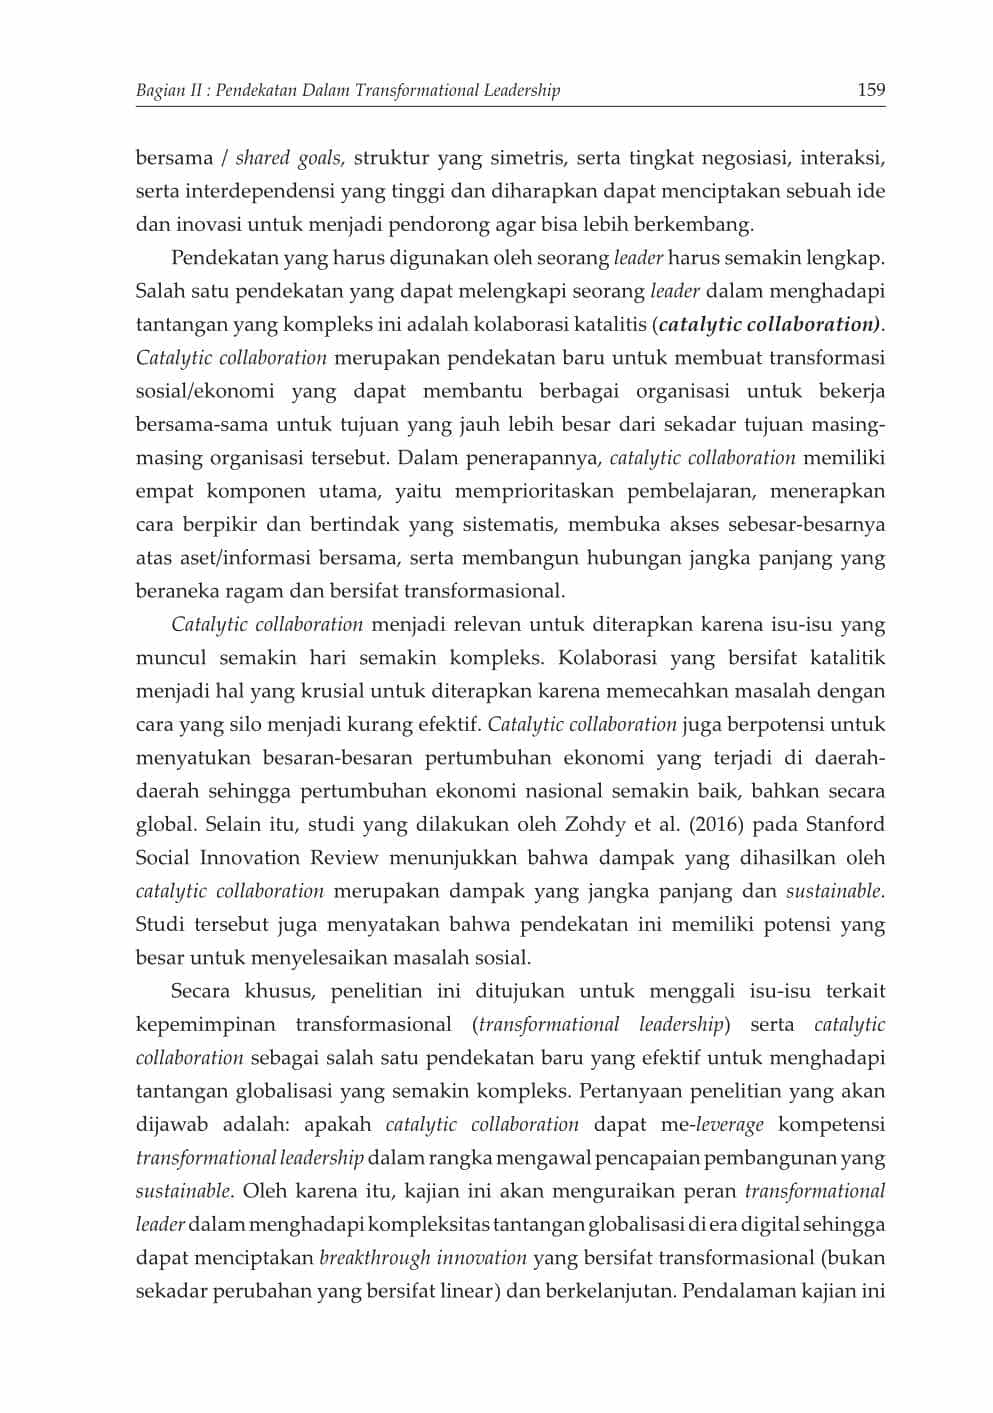 Bagian II : Pendekatan Dalam Transformational Leadership 159
bersama / shared goals, struktur yang simetris, serta tingkat negosiasi, interaksi,
serta interdependensi yang tinggi dan diharapkan dapat menciptakan sebuah ide
dan inovasi untuk menjadi pendorong agar bisa lebih berkembang.
Pendekatan yang harus digunakan oleh seorang leader harus semakin lengkap.
Salah satu pendekatan yang dapat melengkapi seorang leader dalam menghadapi
tantangan yang kompleks ini adalah kolaborasi katalitis (catalytic collaboration).
Catalytic collaboration merupakan pendekatan baru untuk membuat transformasi
sosial/ekonomi yang dapat membantu berbagai organisasi untuk bekerja
bersama-sama untuk tujuan yang jauh lebih besar dari sekadar tujuan masing-
masing organisasi tersebut. Dalam penerapannya, catalytic collaboration memiliki
empat komponen utama, yaitu memprioritaskan pembelajaran, menerapkan
cara berpikir dan bertindak yang sistematis, membuka akses sebesar-besarnya
atas aset/informasi bersama, serta membangun hubungan jangka panjang yang
beraneka ragam dan bersifat transformasional.
Catalytic collaboration menjadi relevan untuk diterapkan karena isu-isu yang
muncul semakin hari semakin kompleks. Kolaborasi yang bersifat katalitik
menjadi hal yang krusial untuk diterapkan karena memecahkan masalah dengan
cara yang silo menjadi kurang efektif. Catalytic collaboration juga berpotensi untuk
menyatukan besaran-besaran pertumbuhan ekonomi yang terjadi di daerah-
daerah sehingga pertumbuhan ekonomi nasional semakin baik, bahkan secara
global. Selain itu, studi yang dilakukan oleh Zohdy et al. (2016) pada Stanford
Social Innovation Review menunjukkan bahwa dampak yang dihasilkan oleh
catalytic collaboration merupakan dampak yang jangka panjang dan sustainable.
Studi tersebut juga menyatakan bahwa pendekatan ini memiliki potensi yang
besar untuk menyelesaikan masalah sosial.
Secara khusus, penelitian ini ditujukan untuk menggali isu-isu terkait
kepemimpinan transformasional (transformational leadership) serta catalytic
collaboration sebagai salah satu pendekatan baru yang efektif untuk menghadapi
tantangan globalisasi yang semakin kompleks. Pertanyaan penelitian yang akan
dijawab adalah: apakah catalytic collaboration dapat me-leverage kompetensi
transformational leadership dalam rangka mengawal pencapaian pembangunan yang
sustainable. Oleh karena itu, kajian ini akan menguraikan peran transformational
leader dalam menghadapi kompleksitas tantangan globalisasi di era digital sehingga
dapat menciptakan breakthrough innovation yang bersifat transformasional (bukan
sekadar perubahan yang bersifat linear) dan berkelanjutan. Pendalaman kajian ini